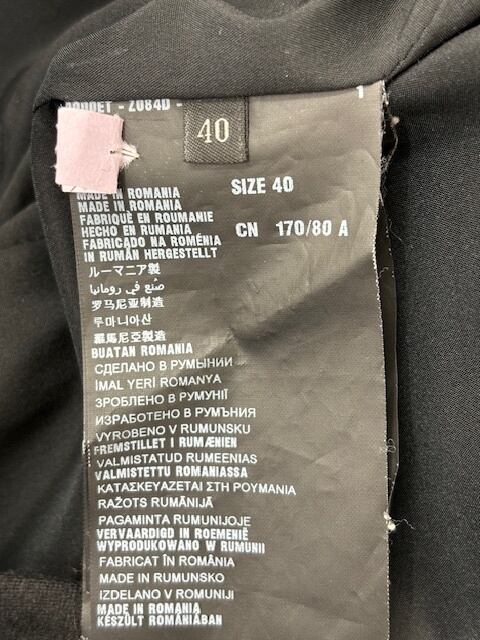 - Z084D -
1
40
SIZE 40
CN 170/80 A
MADE IN ROMANIA
MADE IN ROMANIA
FABRIQUÉ EN ROUMANIE
HECHO EN RUMANIA
FABRICADO NA ROMÉNIA
IN RUMÄN HERGESTELLT
ルーマニア製
صنع في رومانيا
罗马尼亚制造
루마니아산
羅馬尼亞製造
BUATAN ROMANIA
СДЕЛАНО В РУМЫНИИ
İMAL YERİ ROMANYA
ЗРОБЛЕНО В РУМУНІЇ
ИЗРАБОТЕНО В РУМЪНИЯ
VYROBENO V RUMUNSKU
FREMSTILLET I RUMÆNIEN
VALMISTATUD RUMEENIAS
VALMISTETTU ROMANIASSA
ΚΑΤΑΣΚΕΥΑΖΕΤΑΙ ΣΤΗ ΡΟΥΜΑΝΙΑ
RAŽOTS RUMĀNIJĀ
PAGAMINTA RUMUNIJOJE
VERVAARDIGD IN ROEMENIË
WYPRODUKOWANO W RUMUNII
FABRICAT ÎN ROMÂNIA
MADE IN RUMUNSKO
IZDELANO V ROMUNIJI
MADE IN ROMANIA
KÉSZÜLT ROMÁNIÁBAN